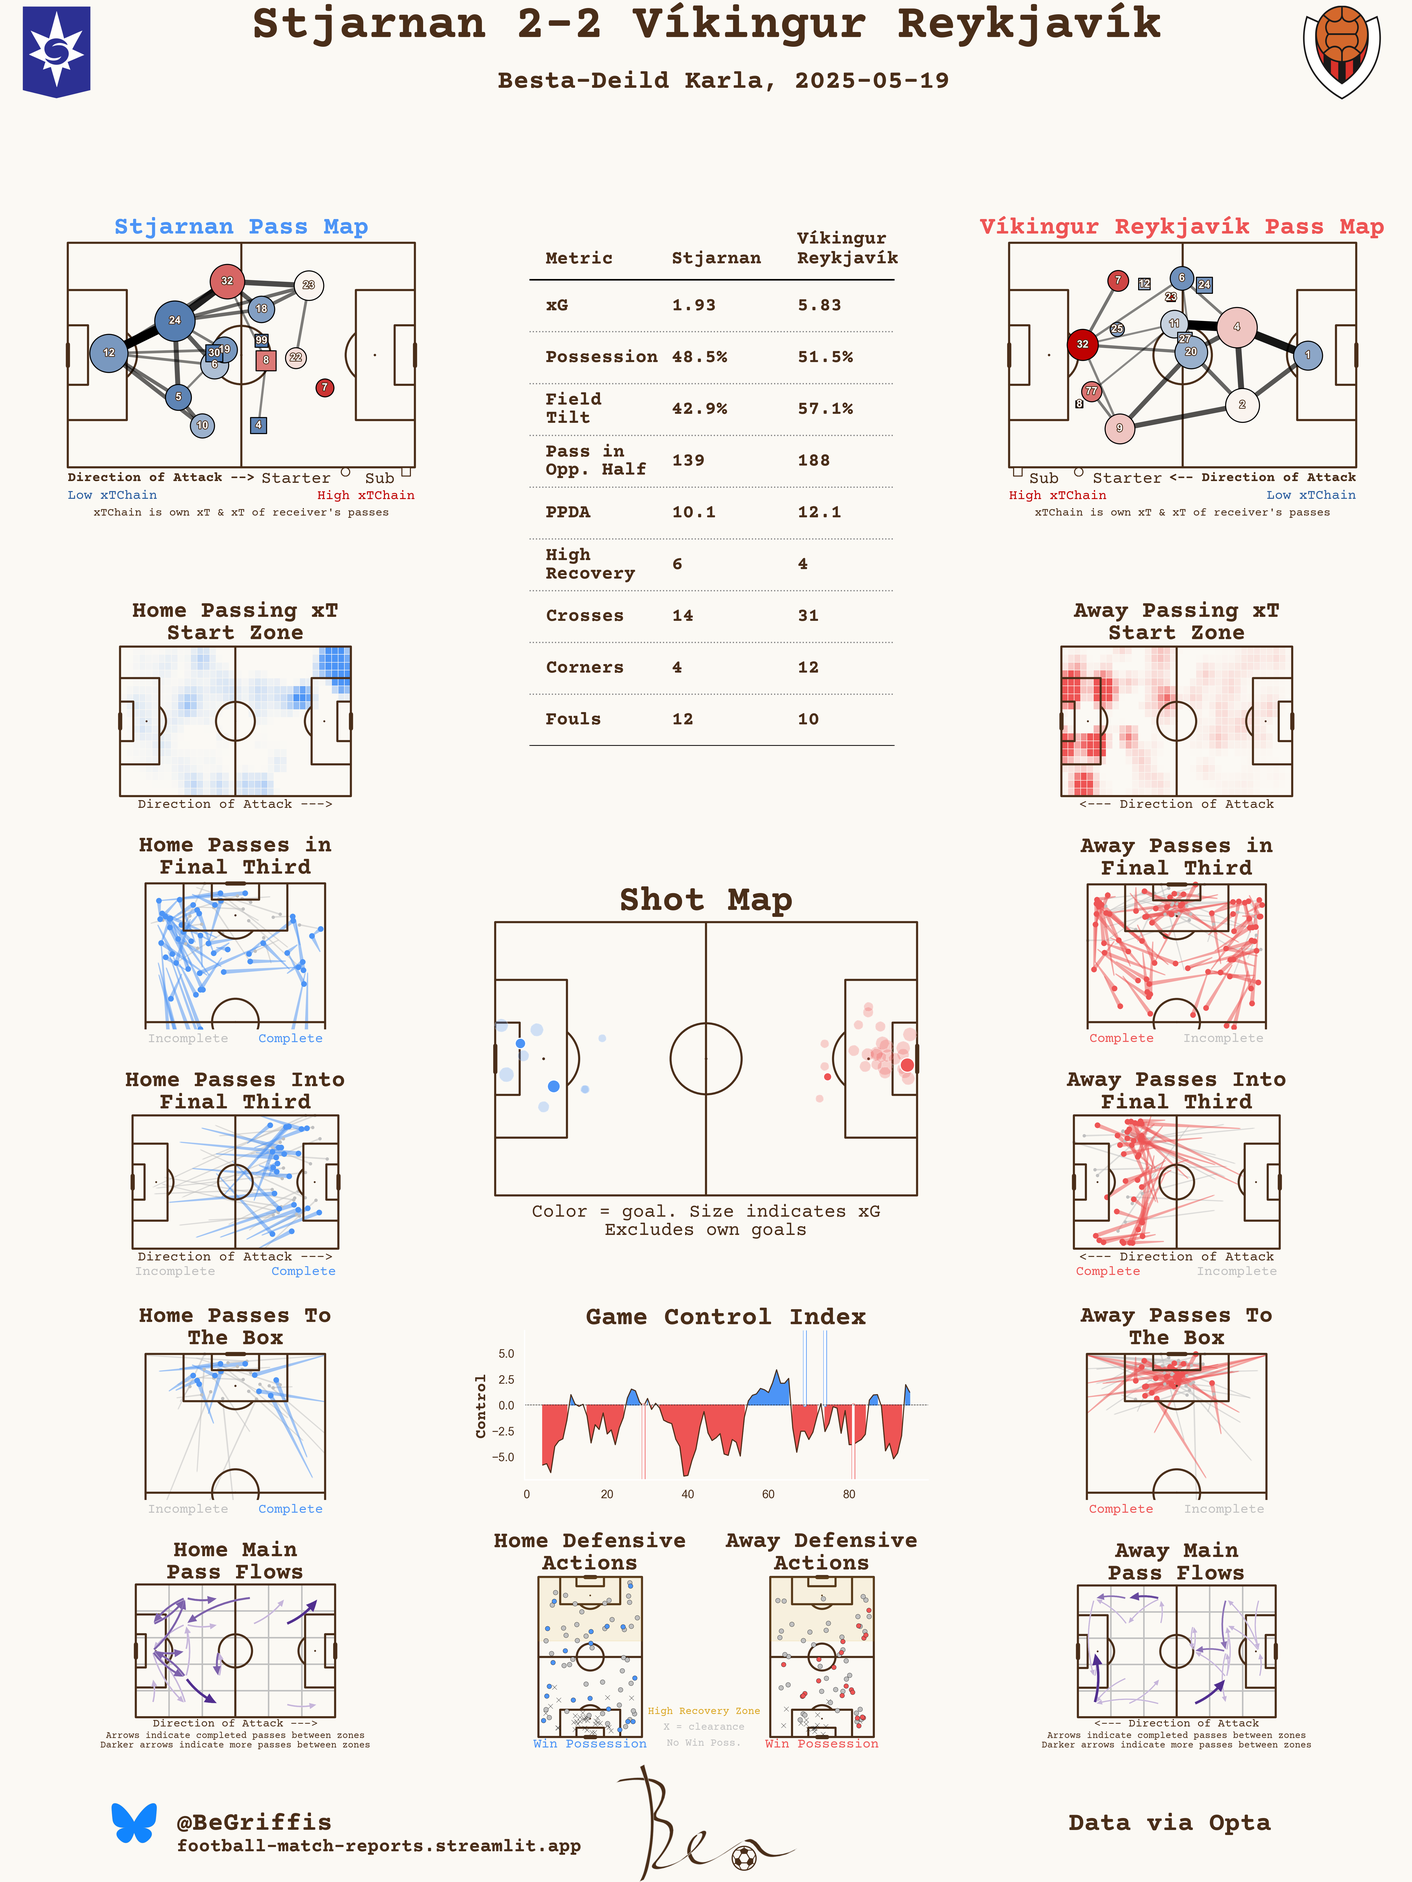 Stjarnan 2-2 Víkingur Reykjavík
Besta-Deild Karla, 2025-05-19
Stjarnan Pass Map
32
23
18
24
99
12
30
19
8
22
6
7
5
10
4
Direction of Attack --> Starter Sub
Low xTChain High xTChain
xTChain is own xT & xT of receiver's passes
Metric Stjarnan Víkingur Reykjavík
xG 1.93 5.83
Possession 48.5% 51.5%
Field Tilt 42.9% 57.1%
Pass in Opp. Half 139 188
PPDA 10.1 12.1
High Recovery 6 4
Crosses 14 31
Corners 4 12
Fouls 12 10
Víkingur Reykjavík Pass Map
7
12
6
24
23
11
4
25
27
32
20
1
77
8
2
9
Sub Starter <-- Direction of Attack
High xTChain Low xTChain
xTChain is own xT & xT of receiver's passes
Home Passing xT
Start Zone
Direction of Attack --->
Away Passing xT
Start Zone
<--- Direction of Attack
Home Passes in
Final Third
Incomplete Complete
Away Passes in
Final Third
Complete Incomplete
Shot Map
Color = goal. Size indicates xG
Excludes own goals
Home Passes Into
Final Third
Direction of Attack --->
Incomplete Complete
Away Passes Into
Final Third
<--- Direction of Attack
Complete Incomplete
Home Passes To
The Box
Incomplete Complete
Game Control Index
Control
5.0
2.5
0.0
−2.5
−5.0
0 20 40 60 80
Away Passes To
The Box
Complete Incomplete
Home Main
Pass Flows
Direction of Attack --->
Arrows indicate completed passes between zones
Darker arrows indicate more passes between zones
Home Defensive
Actions
Win Possession
Away Defensive
Actions
Win Possession
High Recovery Zone
X = clearance
No Win Poss.
Away Main
Pass Flows
<--- Direction of Attack
Arrows indicate completed passes between zones
Darker arrows indicate more passes between zones
@BeGriffis
football-match-reports.streamlit.app
Ben
Data via Opta